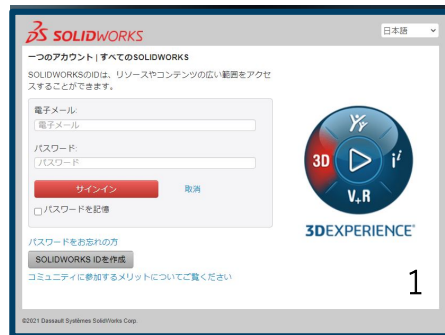 SOLIDWORKS
日本語
一つのアカウント | すべてのSOLIDWORKS
SOLIDWORKSのIDは、リソースやコンテンツの広い範囲をアクセ
スすることができます。
電子メール:
電子メール
パスワード:
パスワード
サインイン
取消
パスワードを記憶
パスワードをお忘れの方
SOLIDWORKS IDを作成
コミュニティに参加するメリットについてご覧ください
3D
V+R
3DEXPERIENCE
1
©2021 Dassault Systèmes SolidWorks Corp.